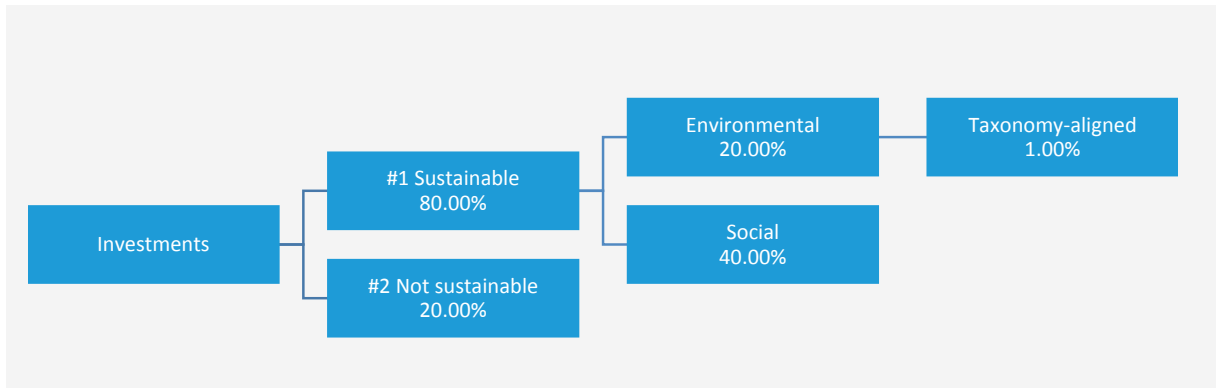 Investments
#1 Sustainable
80.00%
#2 Not sustainable
20.00%
Environmental
20.00%
Social
40.00%
Taxonomy-aligned
1.00%